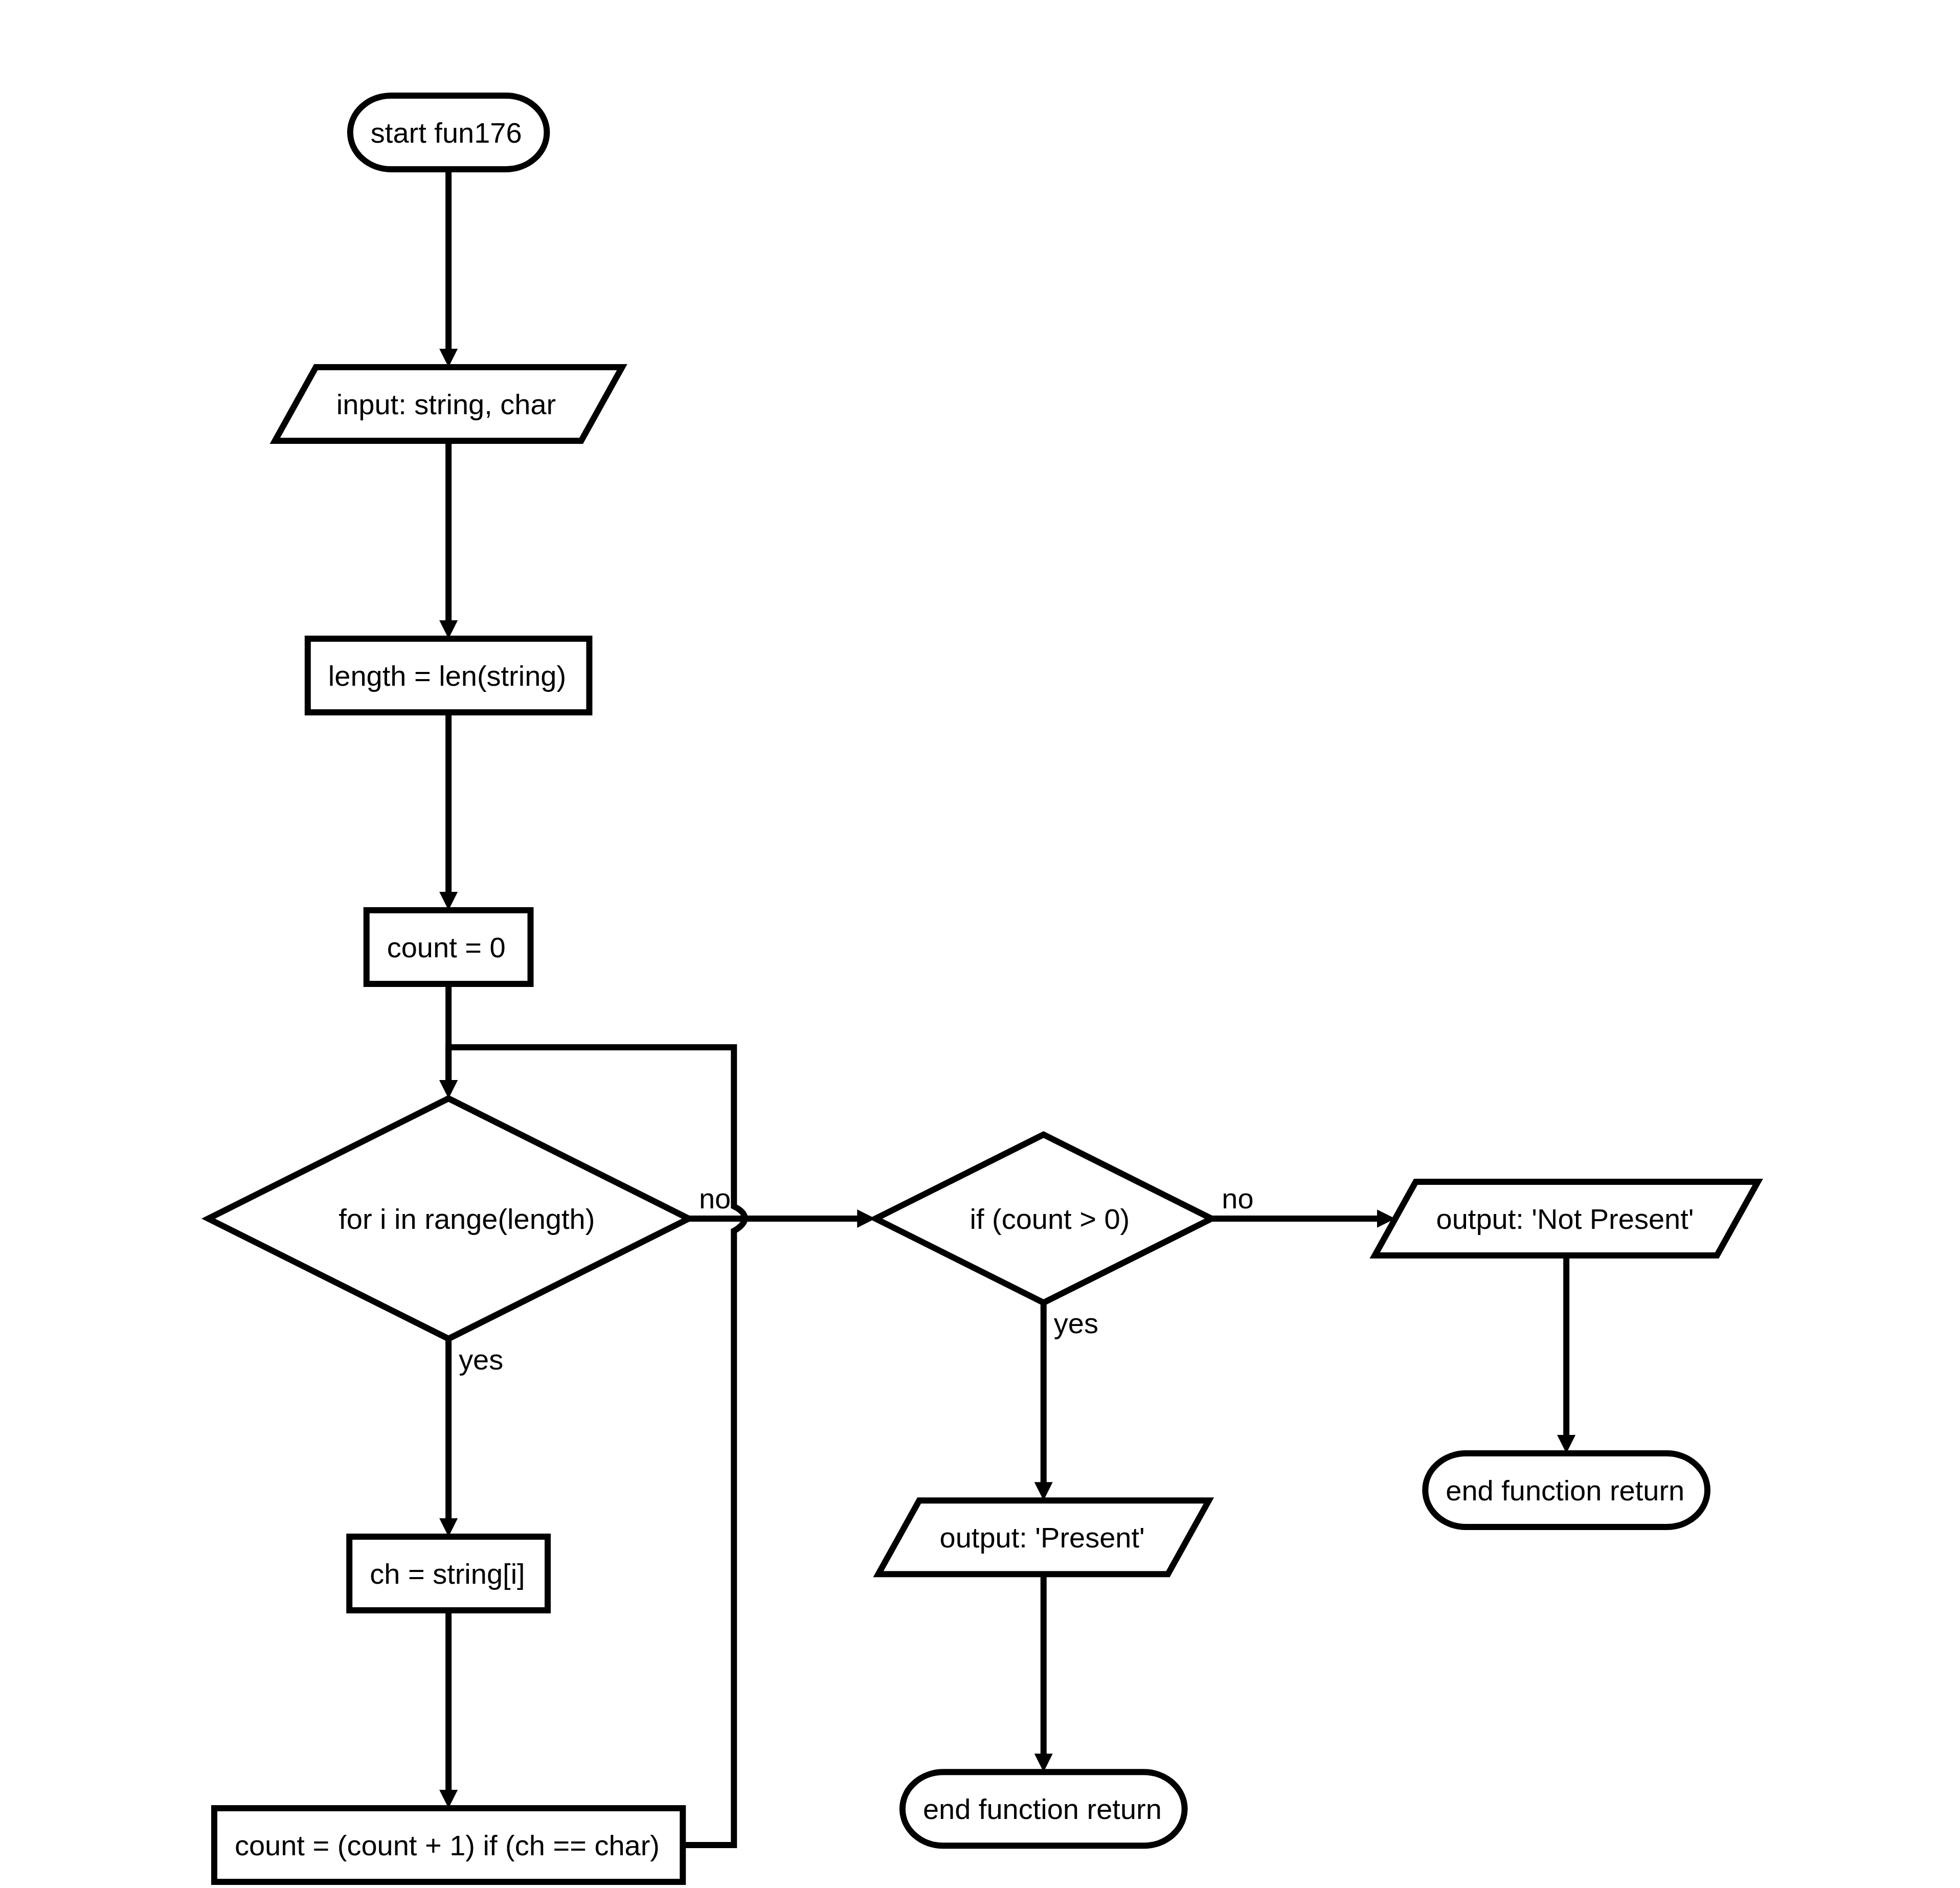 start fun176
input: string, char
length = len(string)
count = 0
for i in range(length)
no
yes
ch = string[i]
count = (count + 1) if (ch == char)
if (count > 0)
no
yes
output: 'Present'
end function return
output: 'Not Present'
end function return